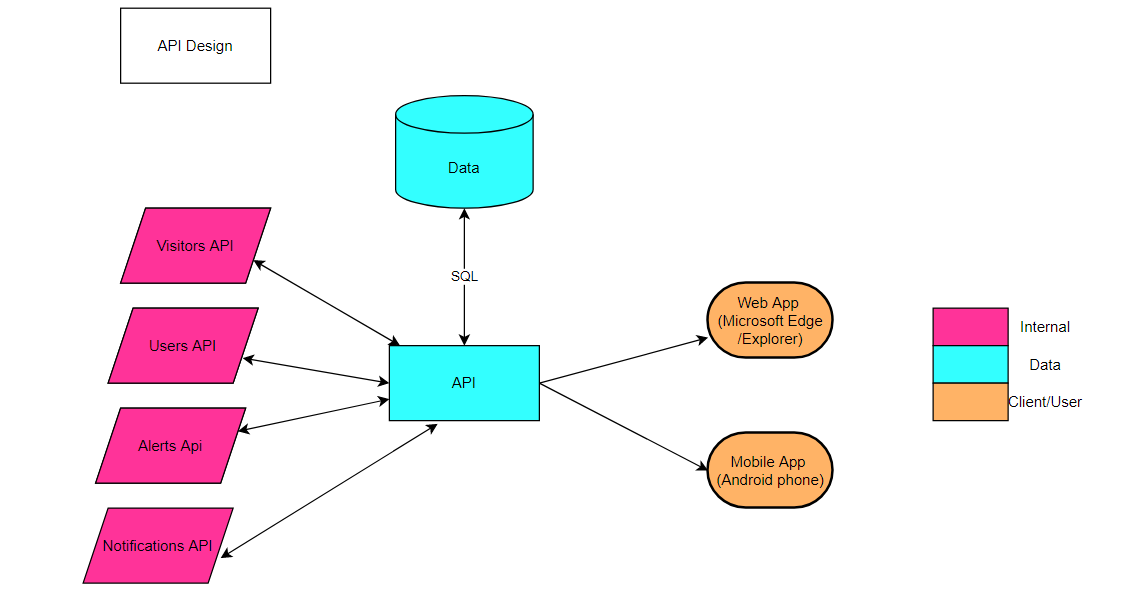 API Design
Data
Visitors API
SQL
Users API
API
Alerts Api
Notifications API
Web App
(Microsoft Edge
/Explorer)
Mobile App
(Android phone)
Internal
Data
Client/User